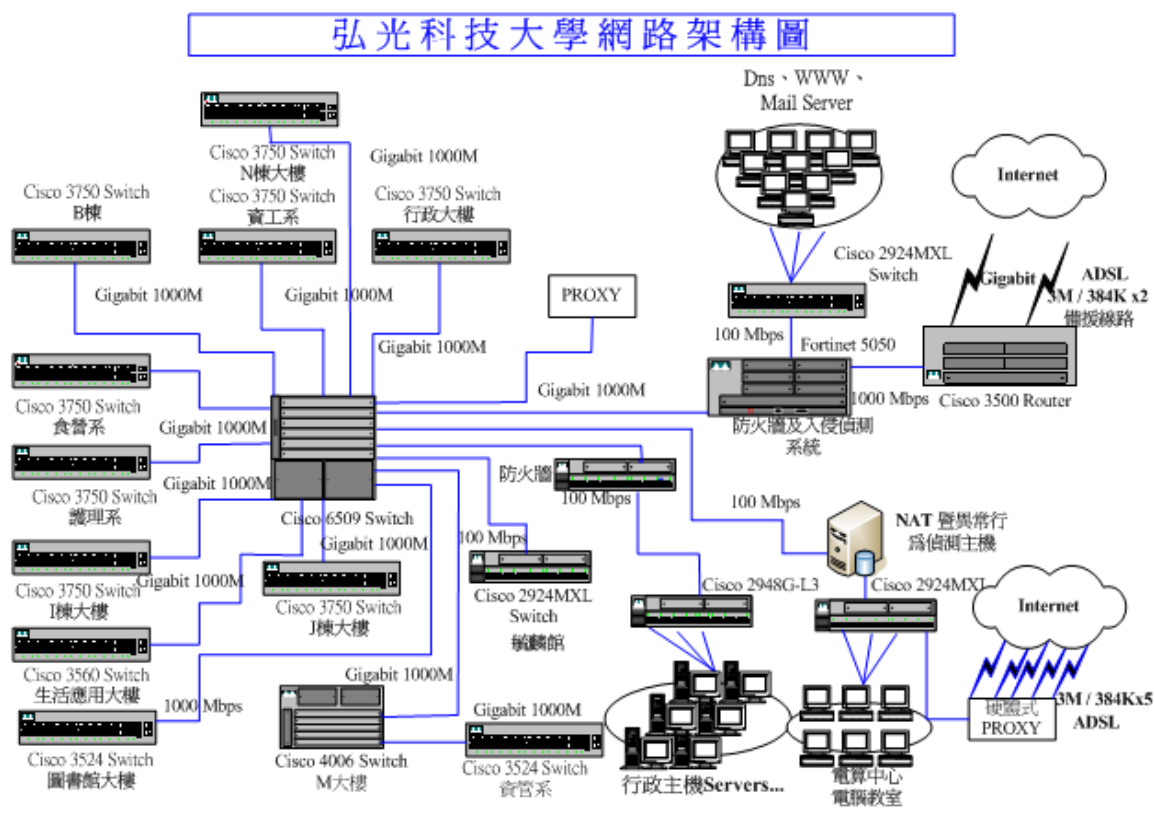 弘光科技大學網路架構圖
Dns、WWW、
Mail Server
Cisco 3750 Switch
N棟大樓
Gigabit 1000M
Internet
Cisco 3750 Switch
B棟
Cisco 3750 Switch
資工系
Cisco 3750 Switch
行政大樓
Cisco 2924MXL
Switch
Gigabit
ADSL
3M / 384K x2
備援線路
Gigabit 1000M
Gigabit 1000M
PROXY
100 Mbps
Fortinet 5050
Gigabit 1000M
Cisco 3750 Switch
食營系
Gigabit 1000M
Gigabit 1000M
1000 Mbps
Cisco 3500 Router
防火牆及入侵偵測
系統
Cisco 3750 Switch
護理系
Gigabit 1000M
防火牆
100 Mbps
100 Mbps
NAT 暨異常行
為偵測主機
Cisco 6509 Switch
Gigabit 1000M
100 Mbps
Cisco 3750 Switch
I棟大樓
Gigabit 1000M
Cisco 3750 Switch
J棟大樓
Cisco 2924MXL
Switch
毓麟館
Cisco 2948G-L3
Cisco 2924MXL
Internet
Cisco 3560 Switch
生活應用大樓
Gigabit 1000M
1000 Mbps
Gigabit 1000M
硬體式
PROXY
3M / 384Kx5
ADSL
Cisco 3524 Switch
圖書館大樓
Cisco 4006 Switch
M大樓
Cisco 3524 Switch
資管系
行政主機Servers...
電算中心
電腦教室